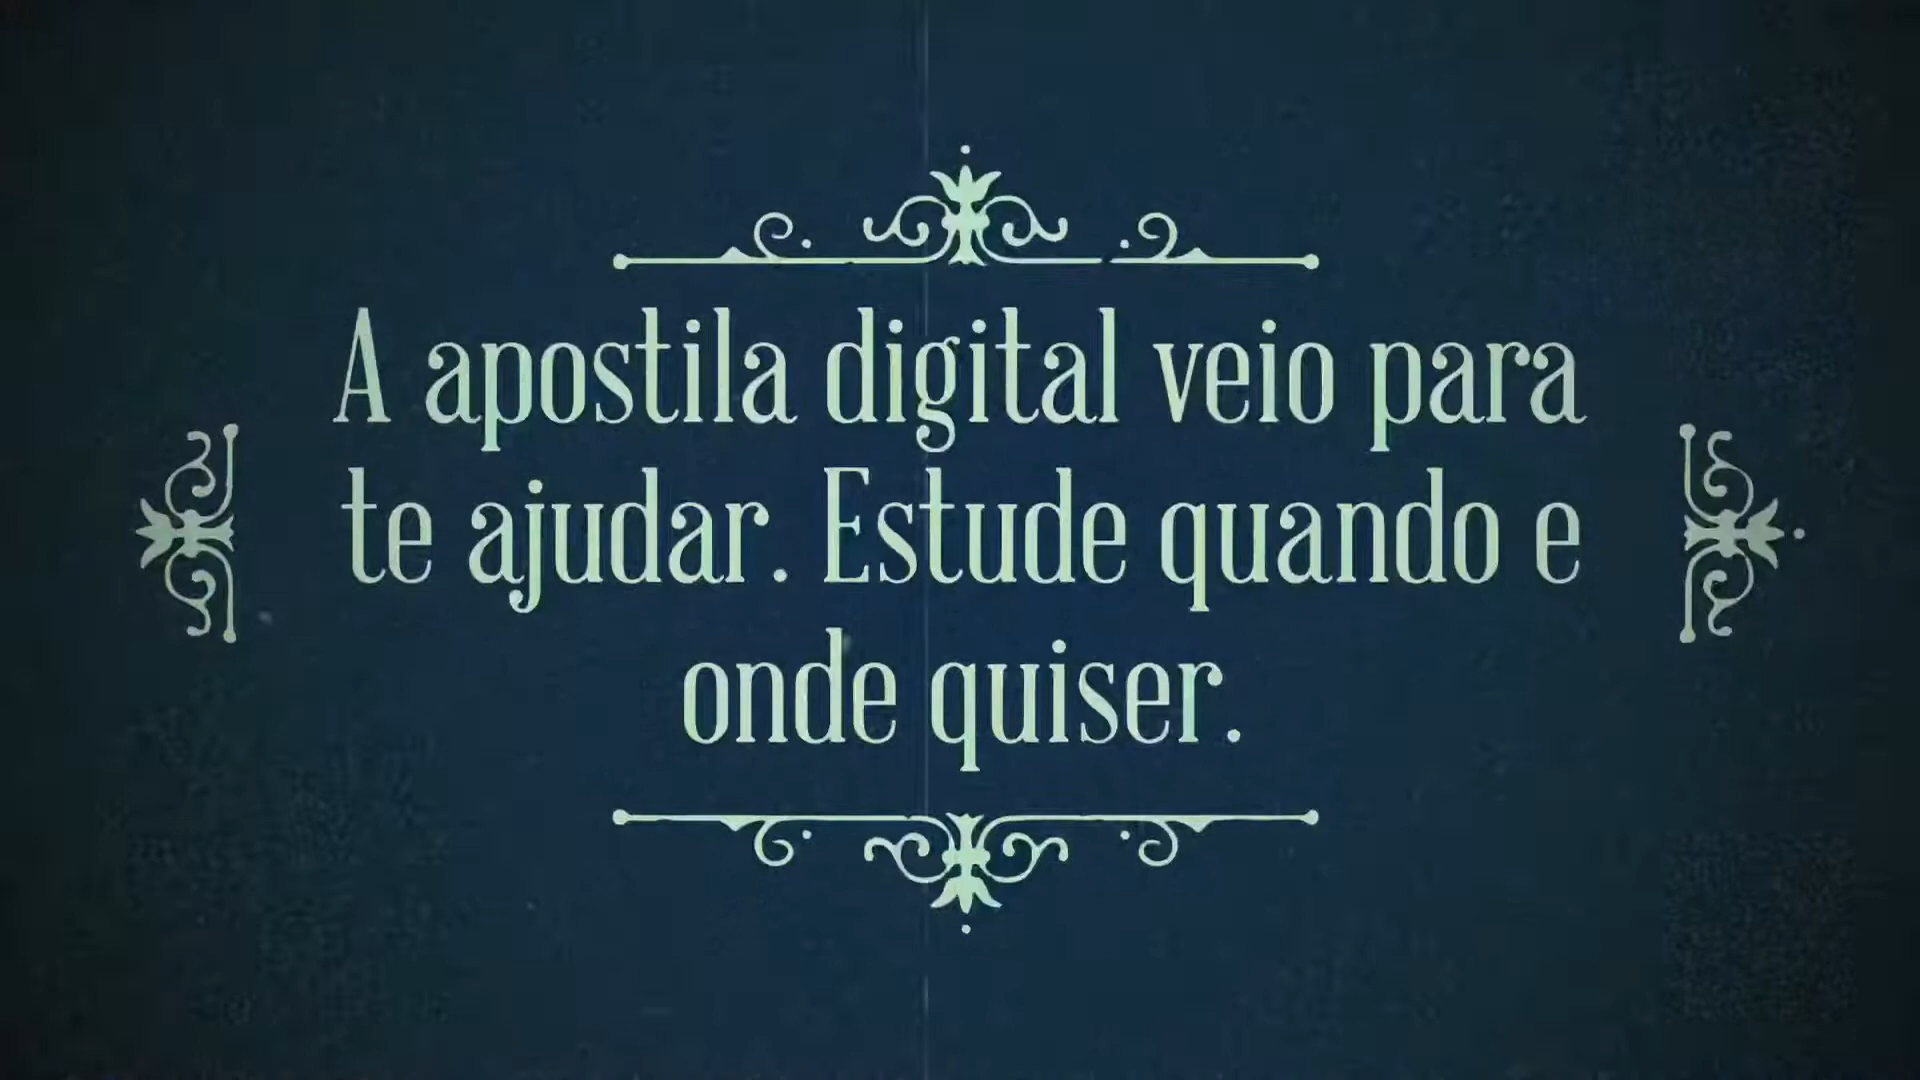 A apostila digital veio para
te ajudar. Estude quando e
onde quiser.